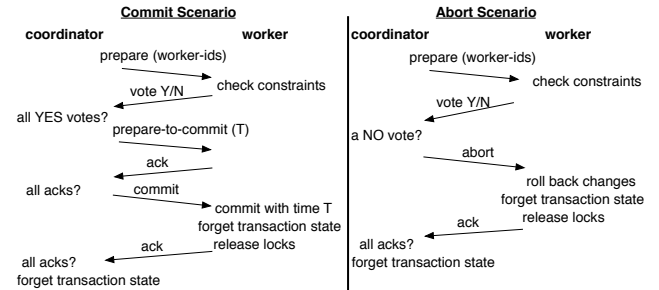 Commit Scenario
coordinator
worker
prepare (worker-ids)
check constraints
vote Y/N
all YES votes?
prepare-to-commit (T)
ack
all acks?
commit
commit with time T
forget transaction state
release locks
ack
all acks?
forget transaction state
Abort Scenario
coordinator
worker
prepare (worker-ids)
check constraints
vote Y/N
a NO vote?
abort
roll back changes
forget transaction state
release locks
ack
all acks?
forget transaction state